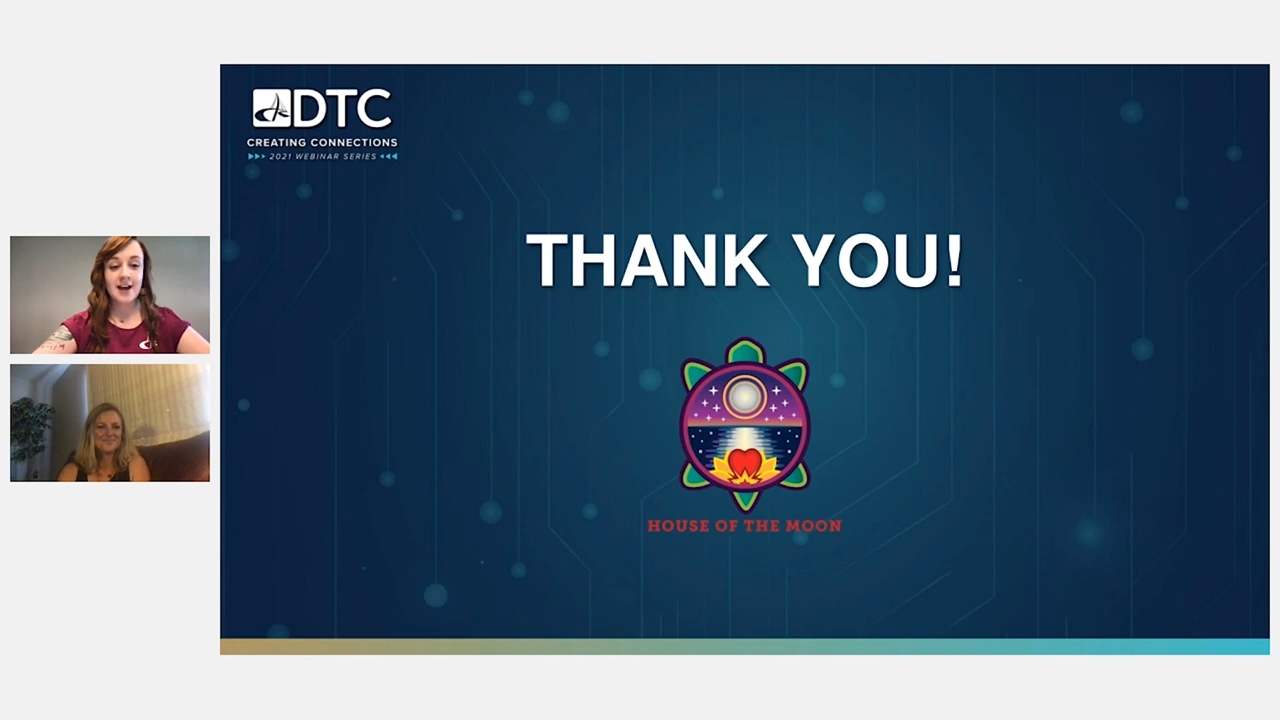 DTC
CREATING CONNECTIONS
2021 WEBINAR SERIES
THANK YOU!
HOUSE OF THE MOON